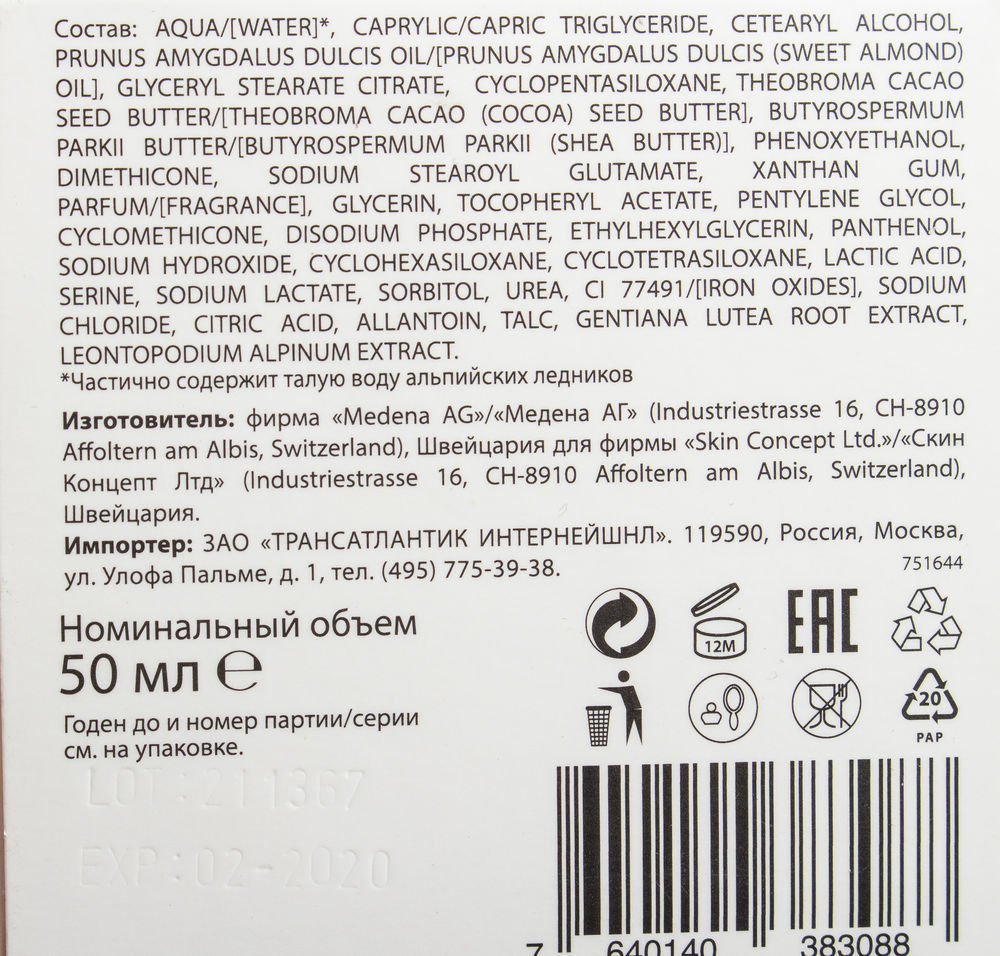 Состав: AQUA/[WATER]*, CAPRYLIC/CAPRIC TRIGLYCERIDE, CETEARYL ALCOHOL,
PRUNUS AMYGDALUS DULCIS OIL/[PRUNUS AMYGDALUS DULCIS (SWEET ALMOND)
OIL], GLYCERYL STEARATE CITRATE, CYCLOPENTASILOXANE, THEOBROMA CACAO
SEED BUTTER/[THEOBROMA CACAO (COCOA) SEED BUTTER], BUTYROSPERMUM
PARKII BUTTER/[BUTYROSPERMUM PARKII (SHEA BUTTER)], PHENOXYETHANOL,
DIMETHICONE, SODIUM STEAROYL GLUTAMATE, XANTHAN GUM,
PARFUM/[FRAGRANCE], GLYCERIN, TOCOPHERYL ACETATE, PENTYLENE GLYCOL,
CYCLOMETHICONE, DISODIUM PHOSPHATE, ETHYLHEXYLGLYCERIN, PANTHENOL,
SODIUM HYDROXIDE, CYCLOHEXASILOXANE, CYCLOTETRASILOXANE, LACTIC ACID,
SERINE, SODIUM LACTATE, SORBITOL, UREA, CI 77491/[IRON OXIDES], SODIUM
CHLORIDE, CITRIC ACID, ALLANTOIN, TALC, GENTIANA LUTEA ROOT EXTRACT,
LEONTOPODIUM ALPINUM EXTRACT.
*Частично содержит талую воду альпийских ледников
Изготовитель: фирма «Medena AG»/«Медена АГ» (Industriestrasse 16, CH-8910
Affoltern am Albis, Switzerland), Швейцария для фирмы «Skin Concept Ltd.»/«Скин
Концепт Лтд» (Industriestrasse 16, CH-8910 Affoltern am Albis, Switzerland),
Швейцария.
Импортер: ЗАО «ТРАНСАТЛАНТИК ИНТЕРНЕЙШНЛ». 119590, Россия, Москва,
ул. Улофа Пальме, д. 1, тел. (495) 775-39-38.
751644
Номинальный объем
50 мл ℮
12M
EAC
Годен до и номер партии/серии
см. на упаковке.
20
PAP
LOT: 211367
EXP: 02-2020
7 640140 383088